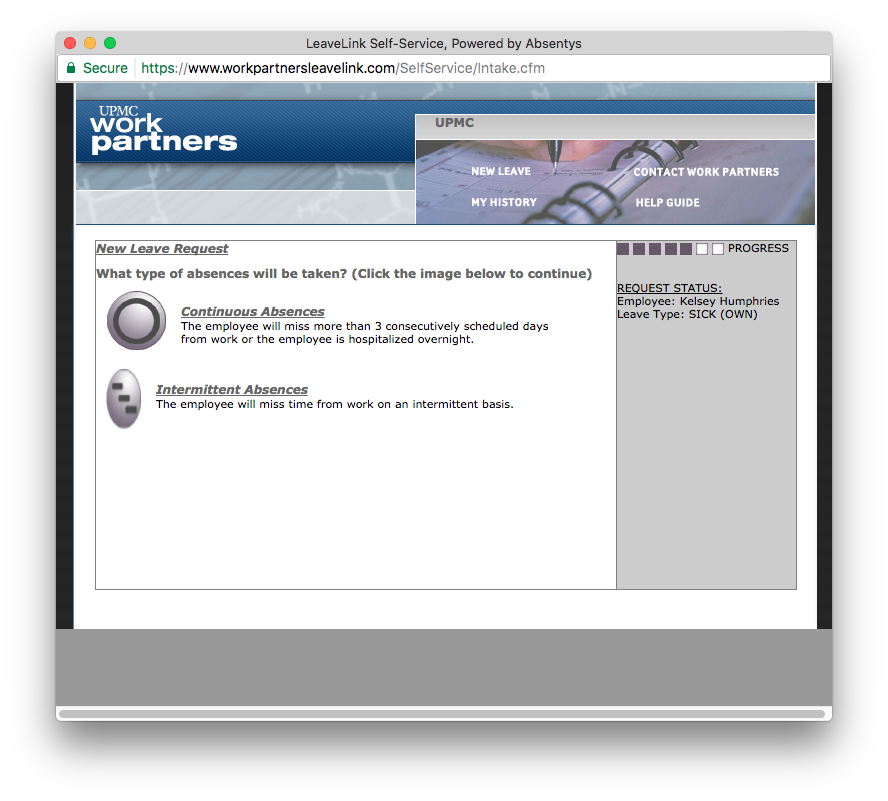 LeaveLink Self-Service, Powered by Absentys
Secure https://www.workpartnersleavelink.com/SelfService/Intake.cfm
UPMC
work
partners
UPMC
NEW LEAVE
CONTACT WORK PARTNERS
MY HISTORY
HELP GUIDE
New Leave Request
What type of absences will be taken? (Click the image below to continue)
Continuous Absences
The employee will miss more than 3 consecutively scheduled days
from work or the employee is hospitalized overnight.
Intermittent Absences
The employee will miss time from work on an intermittent basis.
PROGRESS
REQUEST STATUS:
Employee: Kelsey Humphries
Leave Type: SICK (OWN)